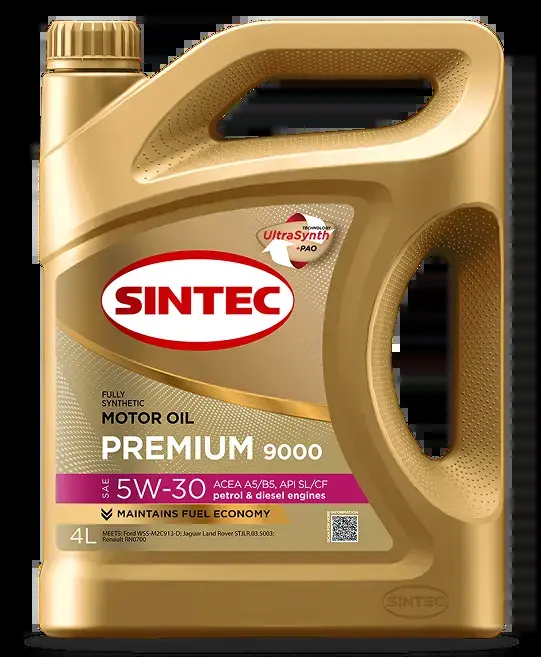 TECHNOLOGY
UltraSynth
+PAO
SINTEC
FULLY
SYNTHETIC
MOTOR OIL
PREMIUM 9000
SAE 5W-30 ACEA A5/B5, API SL/CF
petrol & diesel engines
MAINTAINS FUEL ECONOMY
INFORMATION
4L MEETS: Ford WSS-M2C913-D; Jaguar Land Rover STJLR.03.5003;
Renault RN0700
SINTEC